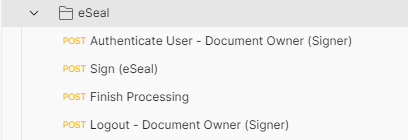 eSeal
POST Authenticate User - Document Owner (Signer)
POST Sign (eSeal)
POST Finish Processing
POST Logout - Document Owner (Signer)